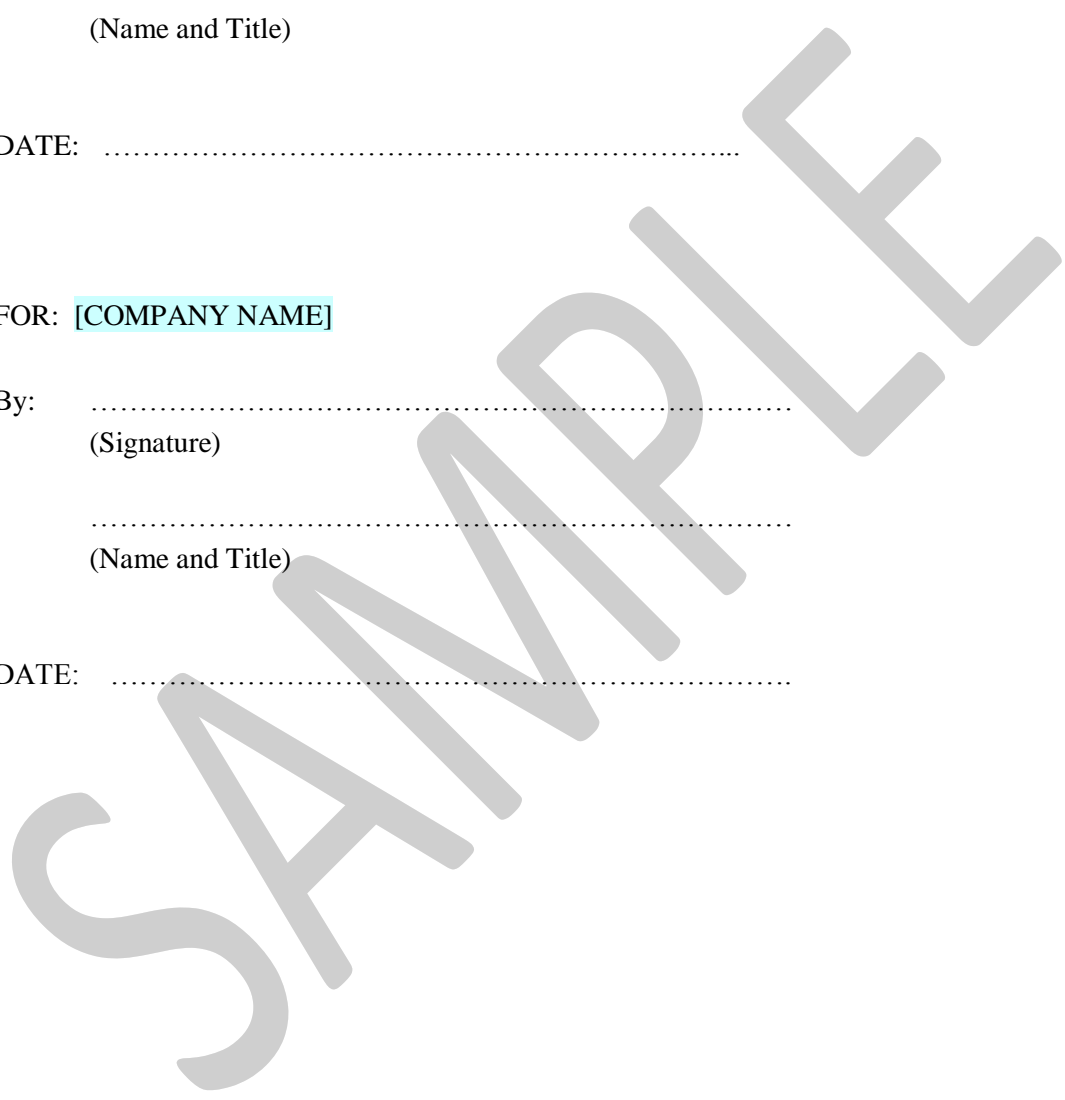 (Name and Title)
DATE: …………………………………………………………...
FOR: [COMPANY NAME]
By: ………………………………………………………………
(Signature)
………………………………………………………………
(Name and Title)
DATE: …………………………………………………………….
SAMPLE